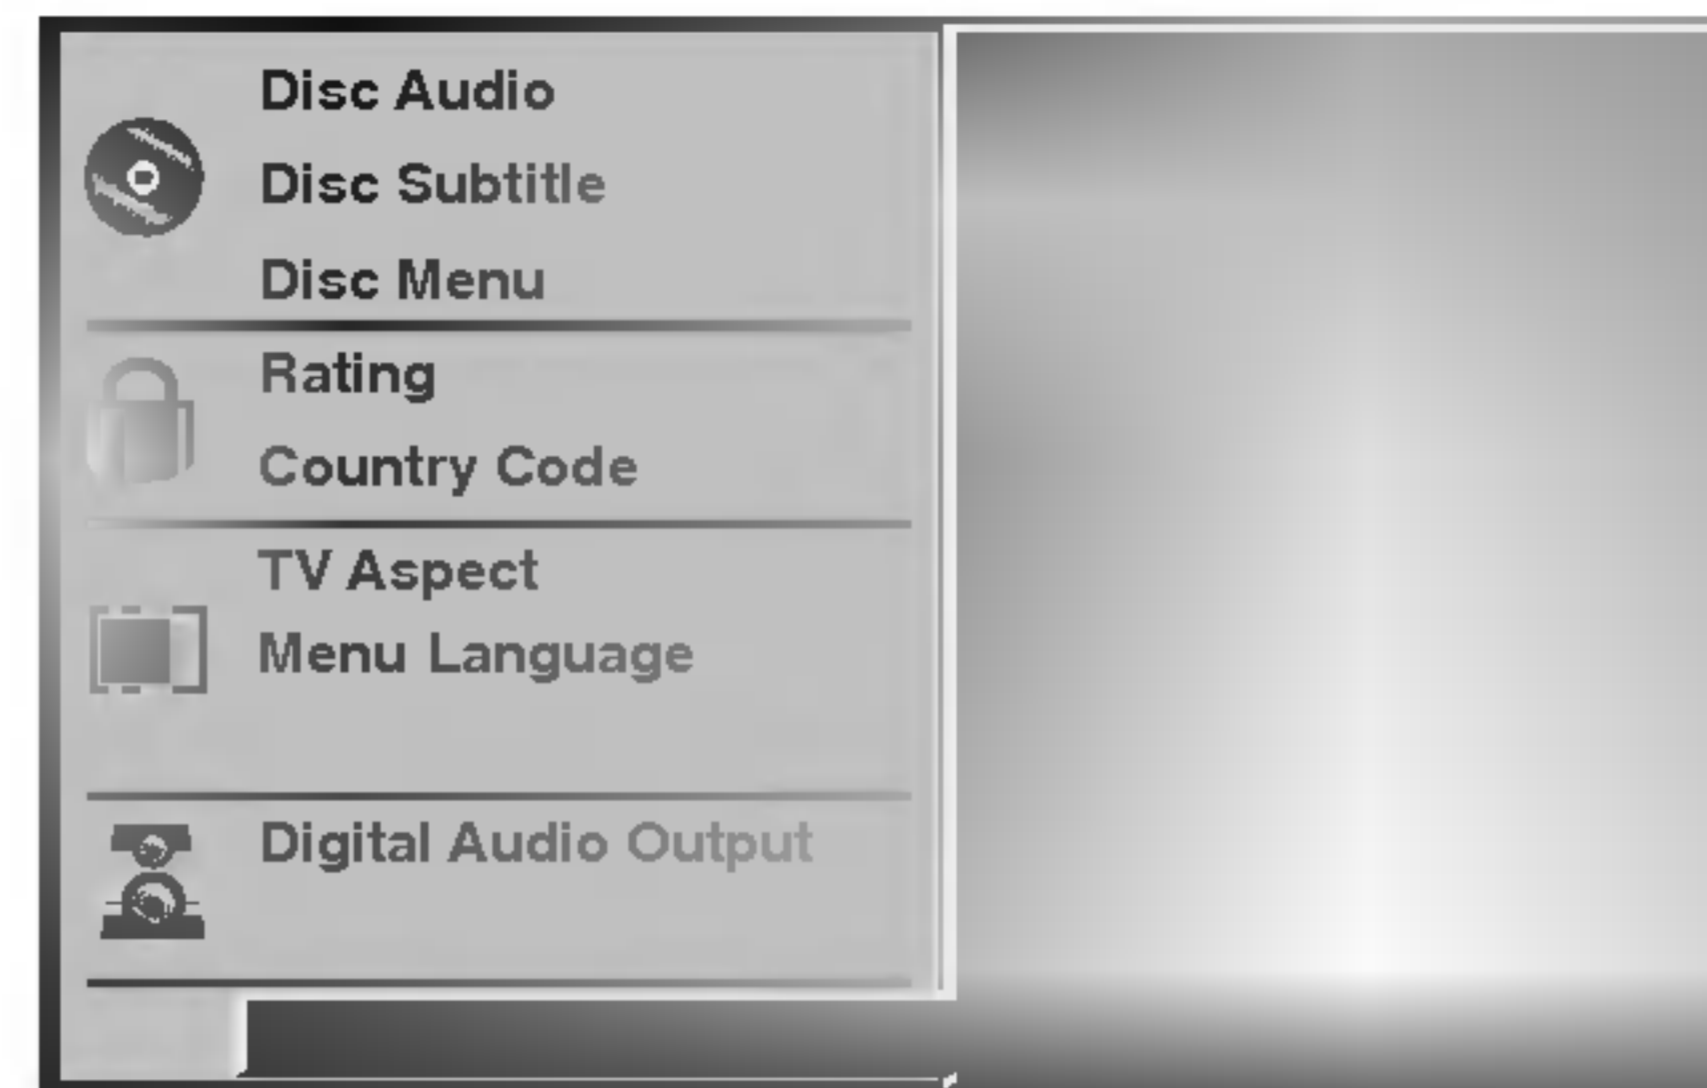 Disc Audio
Disc Subtitle
Disc Menu
Rating
Country Code
TV Aspect
Menu Language
Digital Audio Output